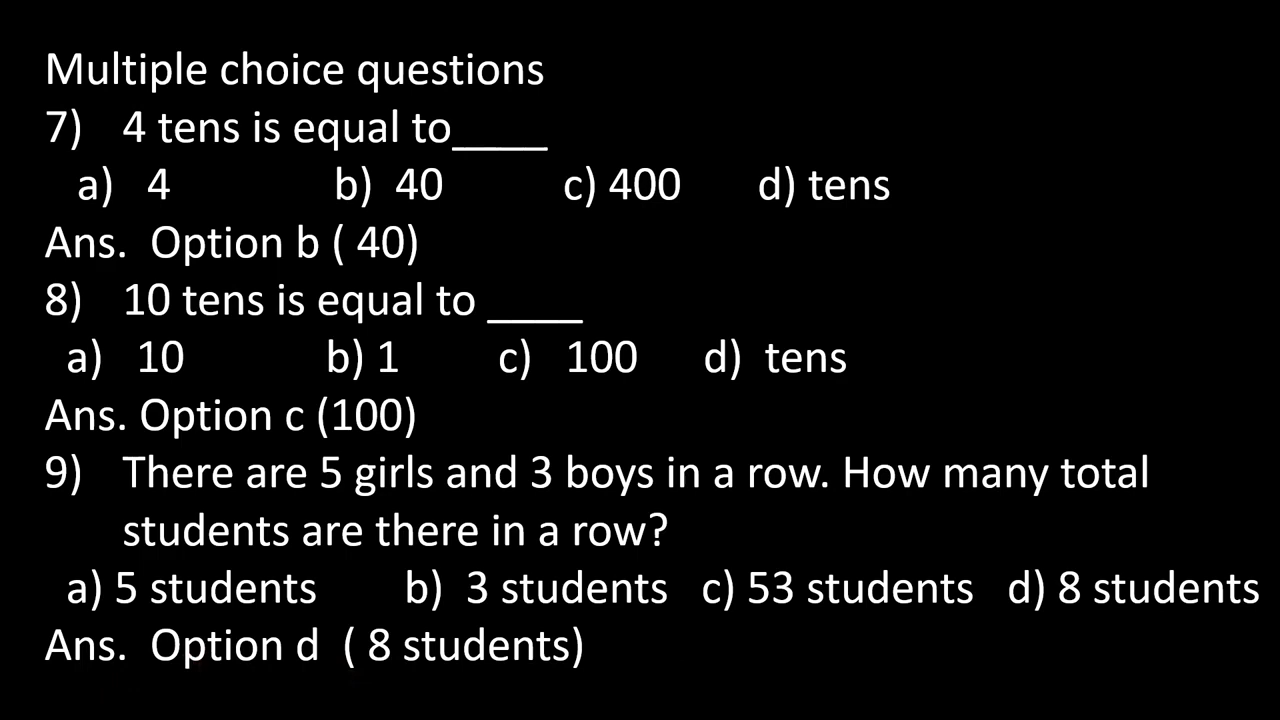 Multiple choice questions
7) 4 tens is equal to____
a) 4 b) 40 c) 400 d) tens
Ans. Option b ( 40)
8) 10 tens is equal to ____
a) 10 b) 1 c) 100 d) tens
Ans. Option c (100)
9) There are 5 girls and 3 boys in a row. How many total
students are there in a row?
a) 5 students b) 3 students c) 53 students d) 8 students
Ans. Option d ( 8 students)